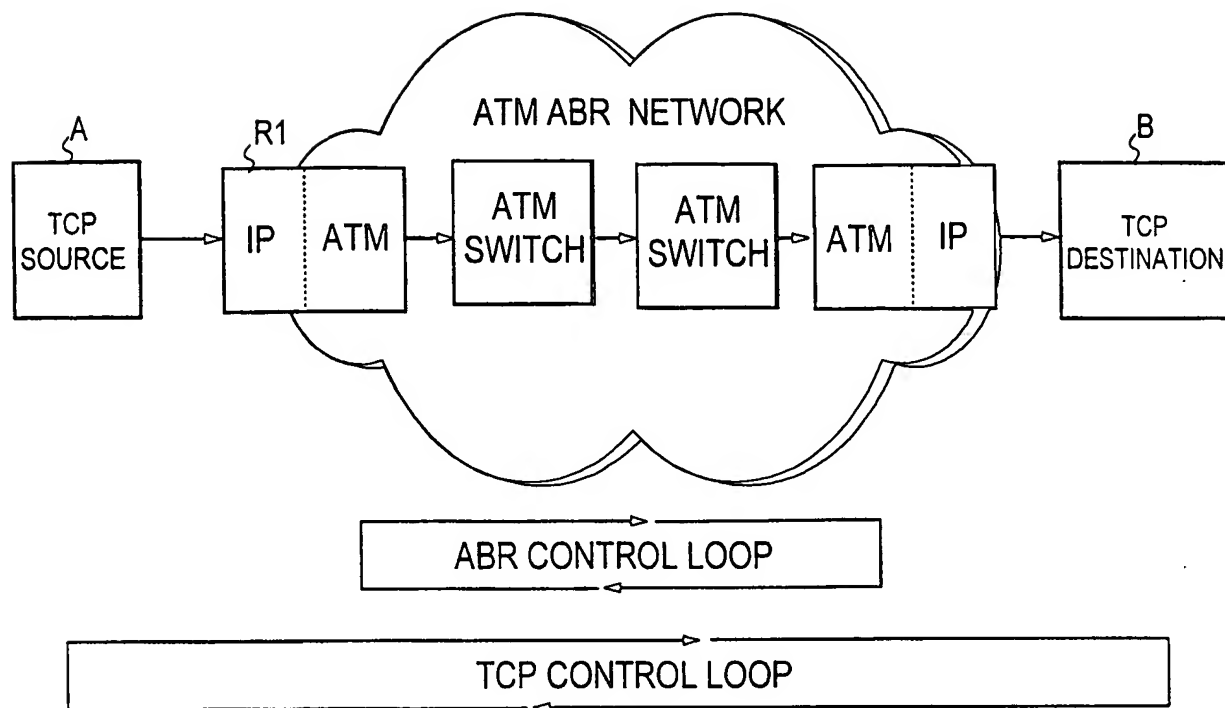 ATM ABR NETWORK
A
R1
B
TCP
SOURCE
IP
ATM
ATM
SWITCH
ATM
SWITCH
ATM
IP
TCP
DESTINATION
ABR CONTROL LOOP
TCP CONTROL LOOP